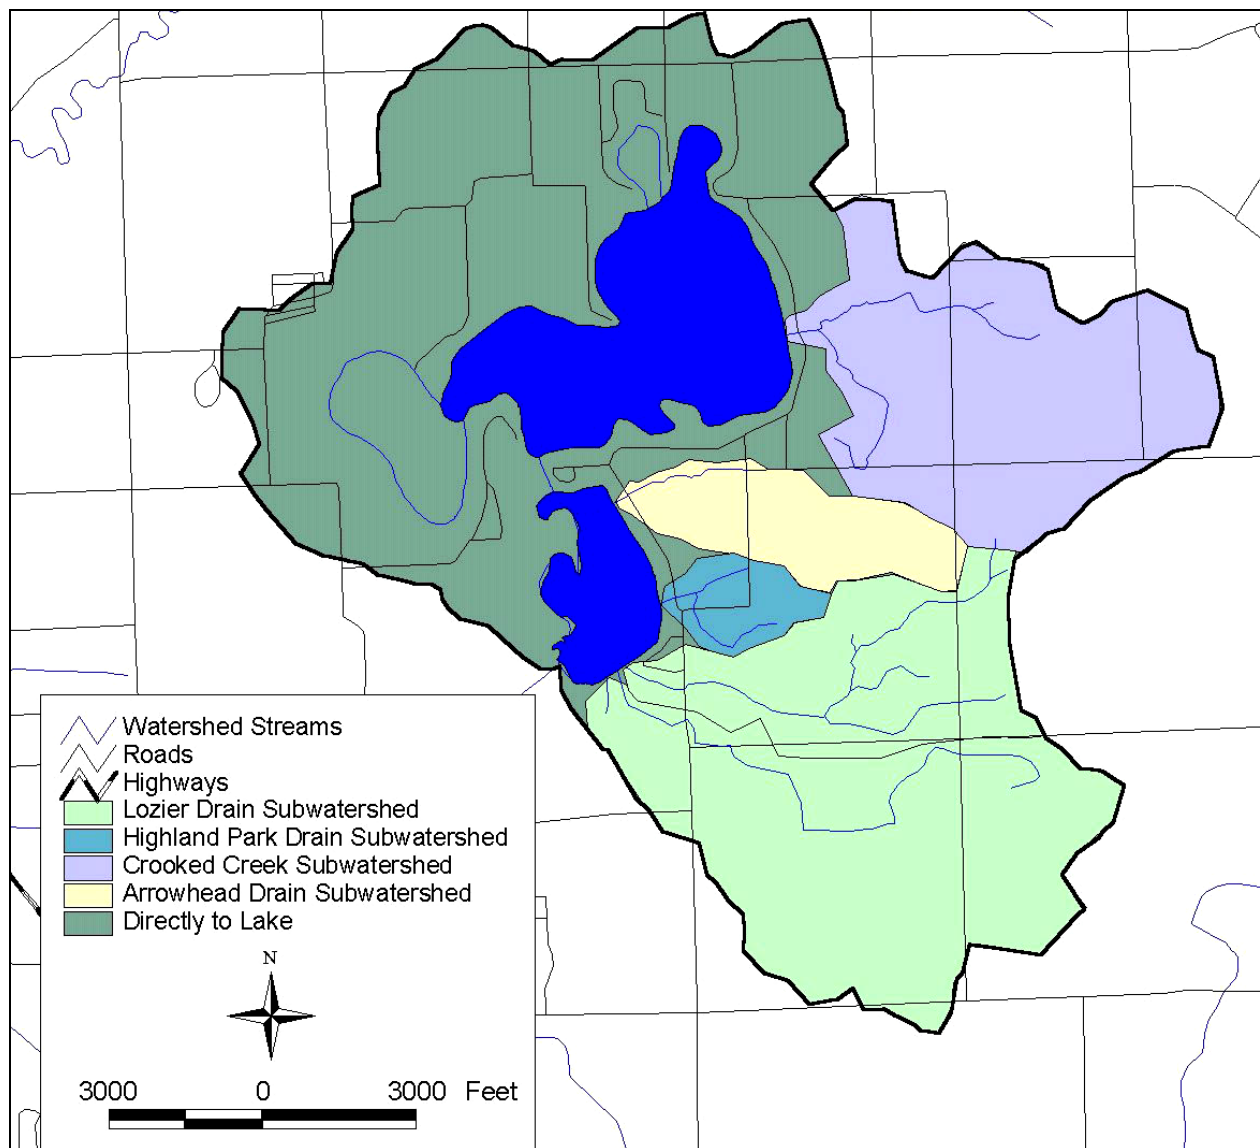 Watershed Streams
Roads
Highways
Lozier Drain Subwatershed
Highland Park Drain Subwatershed
Crooked Creek Subwatershed
Arrowhead Drain Subwatershed
Directly to Lake
N
3000 0 3000 Feet